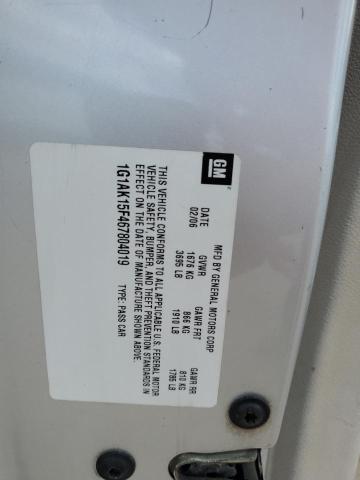 GM
MFD BY GENERAL MOTORS CORP
DATE GVWR GAWR FRT GAWR RR
02/06 1676 KG 866 KG 810 KG
3695 LB 1910 LB 1785 LB
THIS VEHICLE CONFORMS TO ALL APPLICABLE U.S. FEDERAL MOTOR
VEHICLE SAFETY, BUMPER, AND THEFT PREVENTION STANDARDS IN
EFFECT ON THE DATE OF MANUFACTURE SHOWN ABOVE.
1G1AK15F467804019 TYPE: PASS CAR